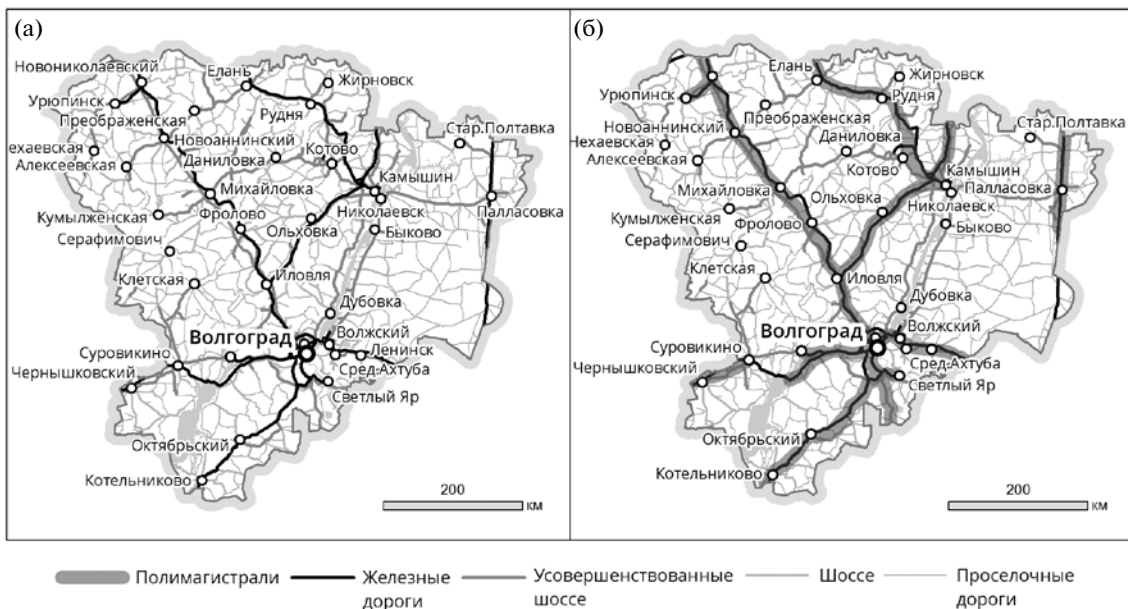 (а)
Новониколаевский
Елань
Жирновск
Урюпинск
Преображенская
Рудня
Стар.Полтавка
Новоаннинский
ехаевская
Даниловка
Котово
Алексеевская
Камышин
Михайловка
Палласовка
Кумылженская
Фролово
Николаевск
Ольховка
Быково
Серафимович
Клетская
Иловля
Дубовка
Волгоград
Волжский
Суровикино
Ленинск
Чернышковский
Сред.Ахтуба
Светлый Яр
Октябрьский
Котельниково
200
км
(б)
Елань
Жирновск
Урюпинск
Рудня
Преображенская
Стар.Полтавка
Новоаннинский
Нехаевская
Даниловка
Алексеевская
Котово
Камышин
Михайловка
Палласовка
Ольховка
Николаевск
Кумылженская
Фролово
Быково
Серафимович
Клетская
Иловля
Дубовка
Волгоград
Волжский
Суровикино
Сред.Ахтуба
Чернышковский
Светлый Яр
Октябрьский
Котельниково
200
км
Полимагистрали
Железные
дороги
Усовершенствованные
шоссе
Шоссе
Проселочные
дороги